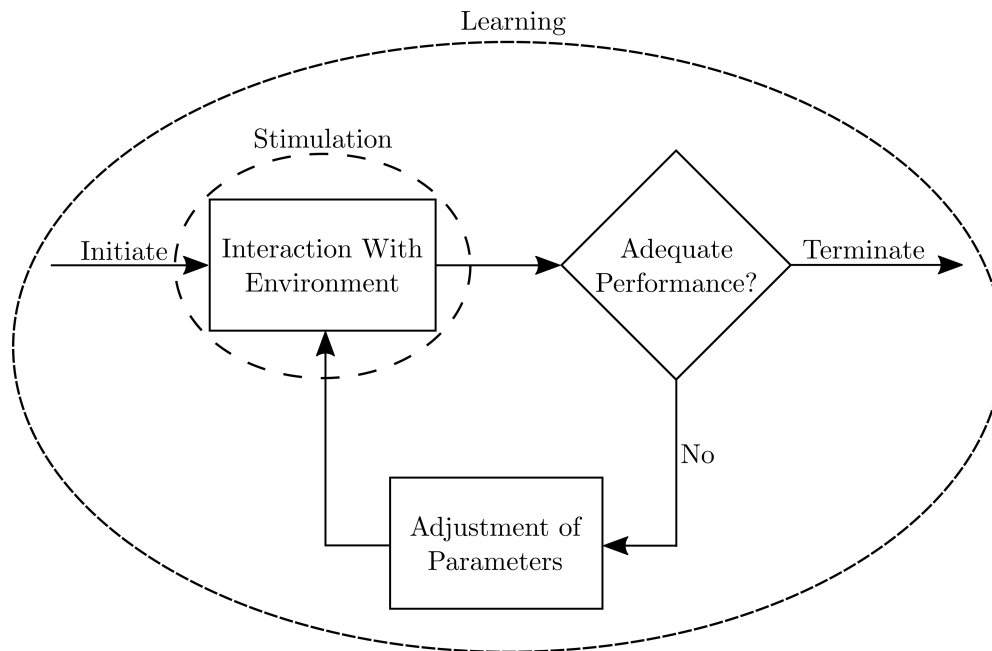 Learning
Stimulation
Initiate
Interaction With
Environment
Adequate
Performance?
Terminate
No
Adjustment of
Parameters